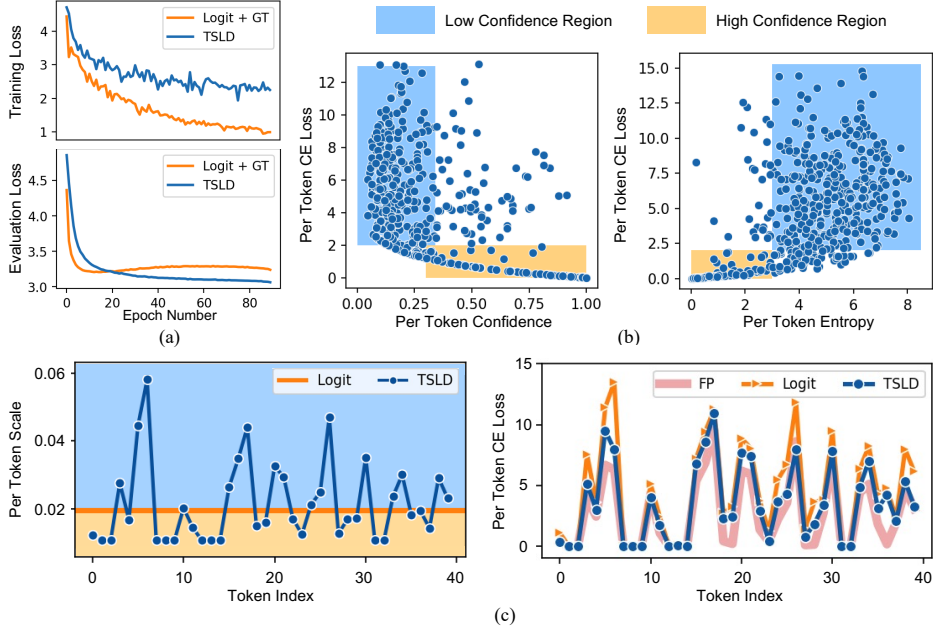 Low Confidence Region
High Confidence Region
Training Loss
4
3
2
1
Logit + GT
TSLD
Evaluation Loss
4.5
4.0
3.5
3.0
Logit + GT
TSLD
0
20
40
60
80
Epoch Number
(a)
Per Token CE Loss
12
10
8
6
4
2
0
0.00
0.25
0.50
0.75
1.00
Per Token Confidence
Per Token CE Loss
15.0
12.5
10.0
7.5
5.0
2.5
0.0
0
2
4
6
8
Per Token Entropy
(b)
Per Token Scale
0.06
0.04
0.02
Logit
TSLD
0
10
20
30
40
Token Index
Per Token CE Loss
15
10
5
0
FP
Logit
TSLD
0
10
20
30
40
Token Index
(c)